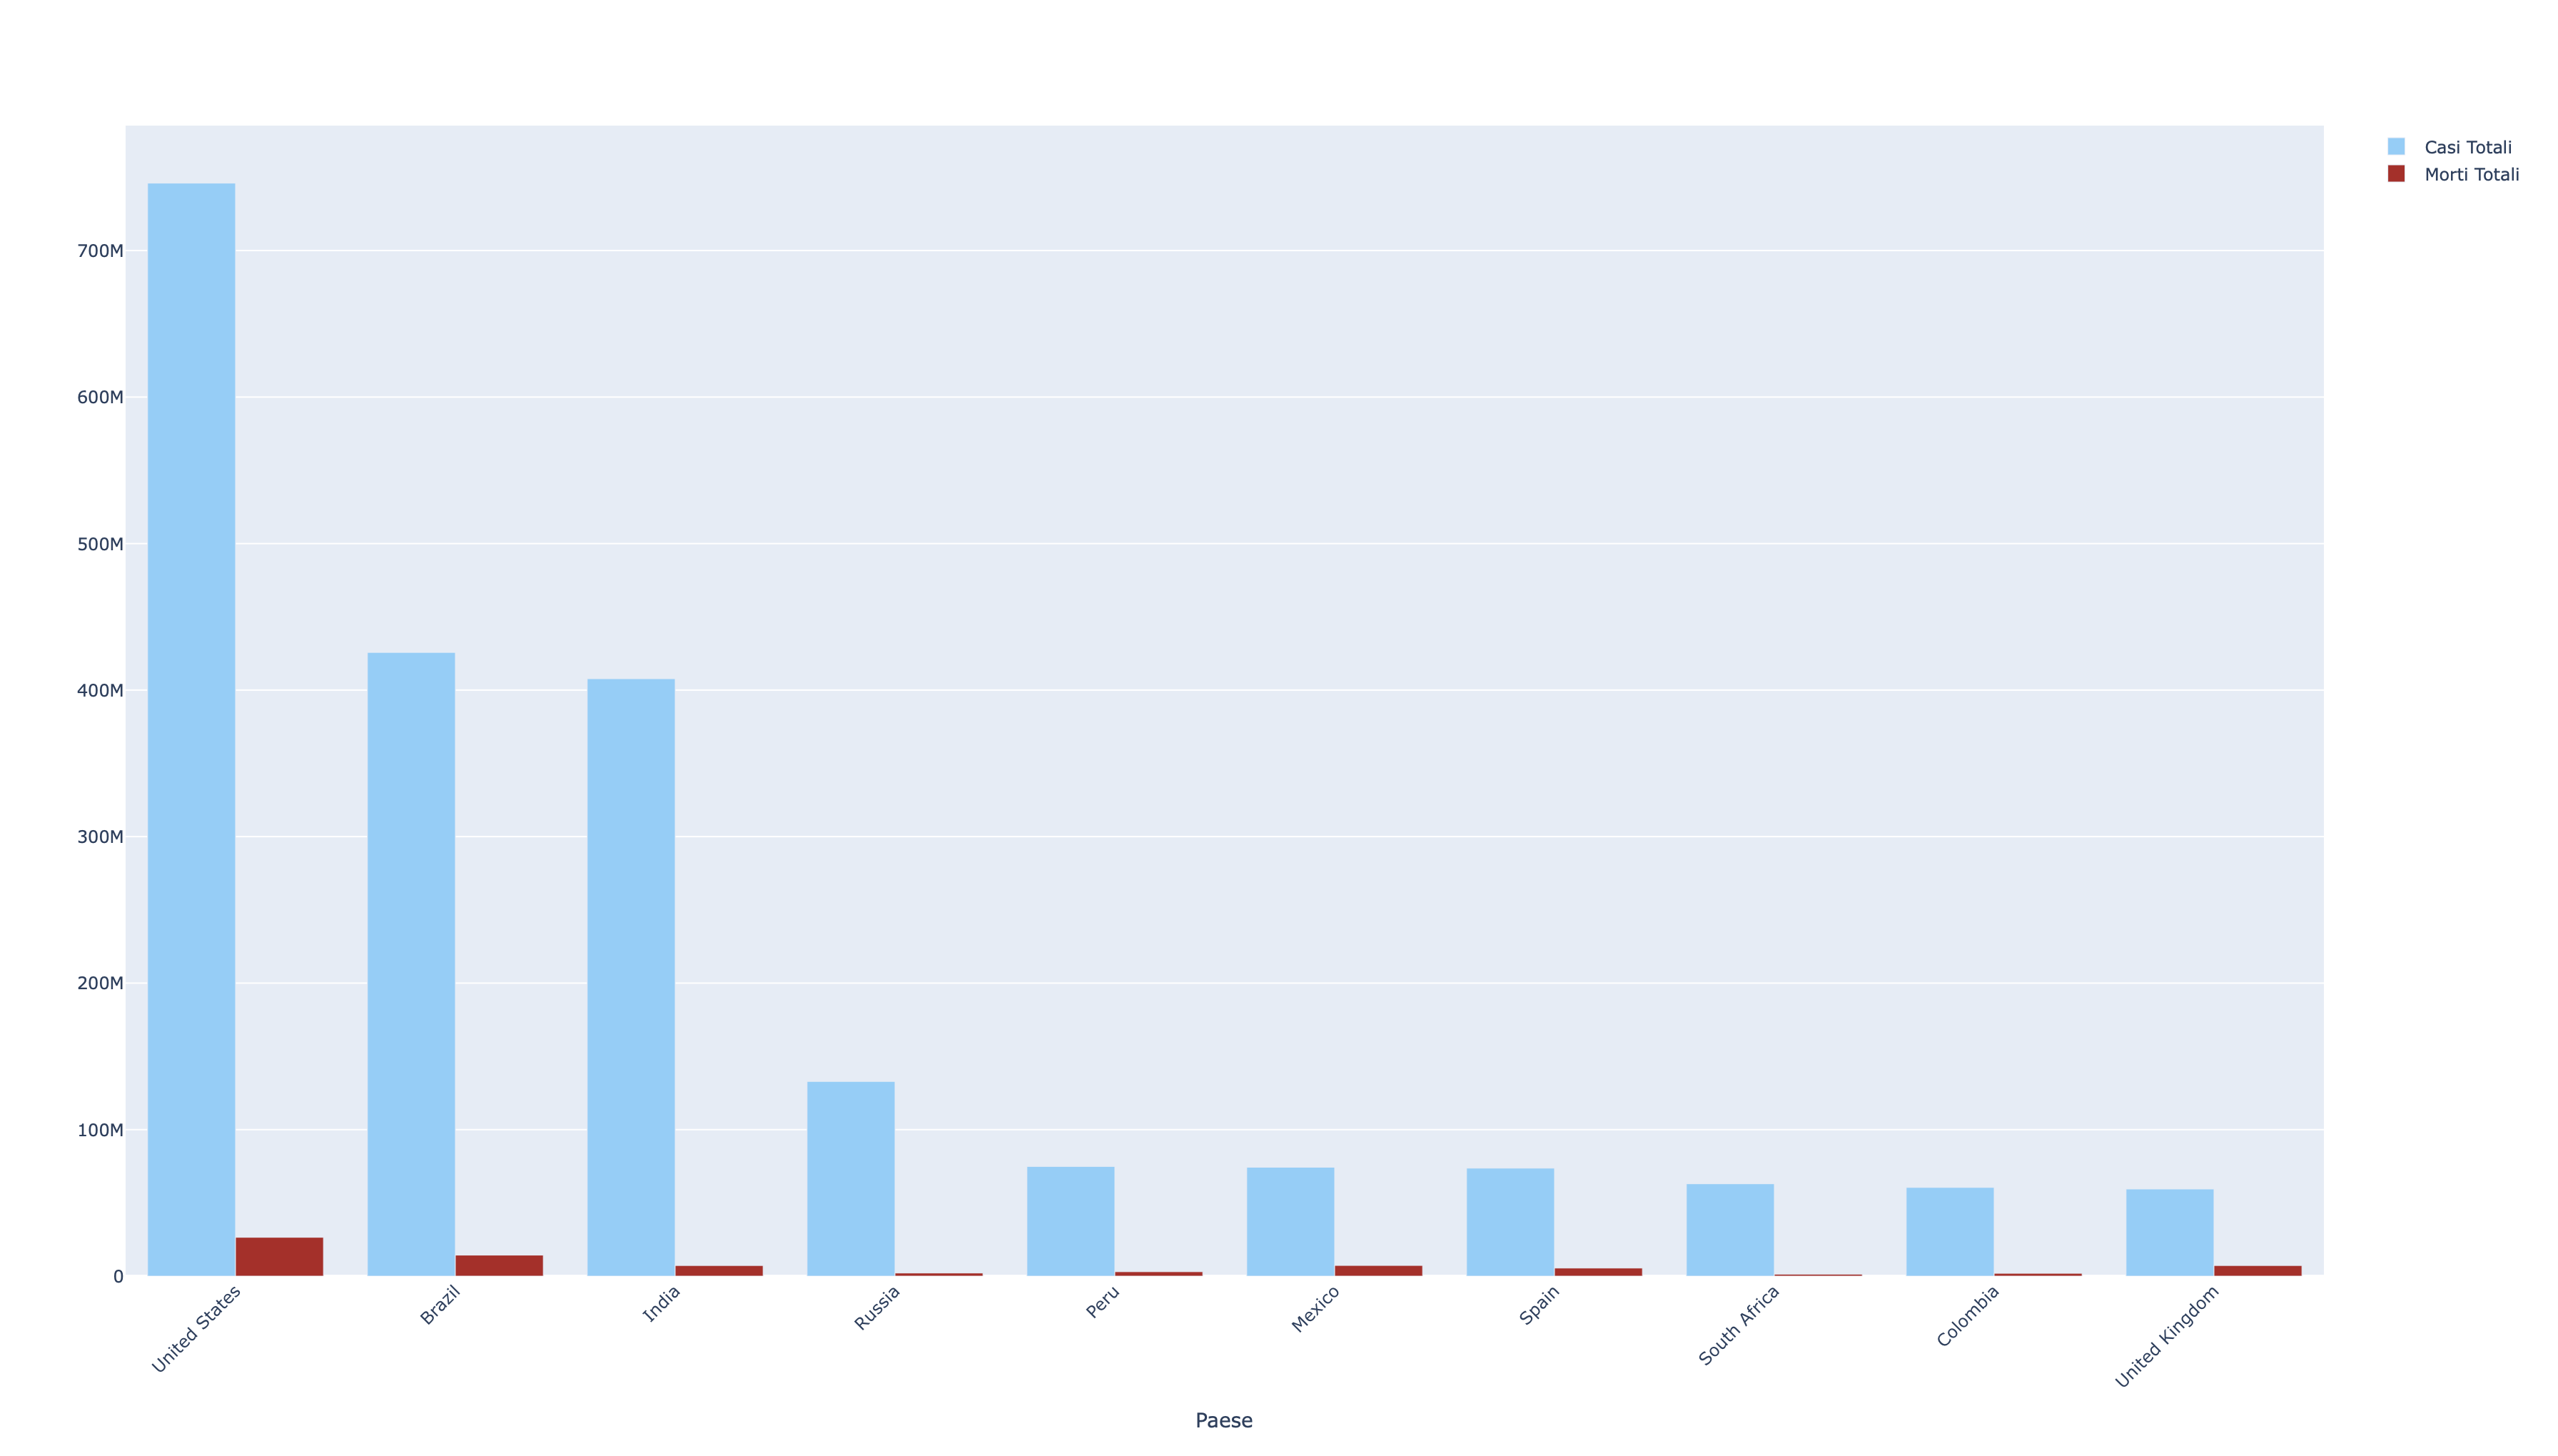 Casi Totali
Morti Totali
700M
600M
500M
400M
300M
200M
100M
0
United States
Brazil
India
Russia
Peru
Mexico
Spain
South Africa
Colombia
United Kingdom
Paese